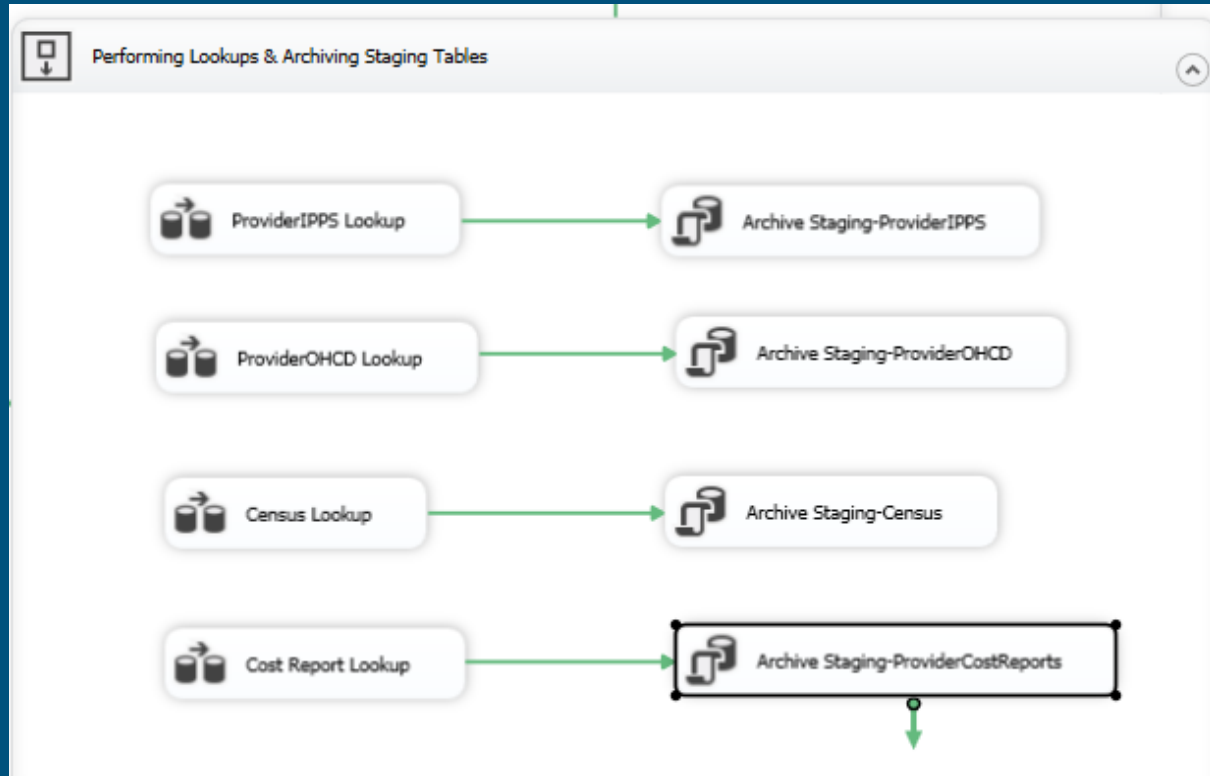 Performing Lookups & Archiving Staging Tables
ProviderIPPS Lookup
Archive Staging-ProviderIPPS
ProviderOHCD Lookup
Archive Staging-ProviderOHCD
Census Lookup
Archive Staging-Census
Cost Report Lookup
Archive Staging-ProviderCostReports